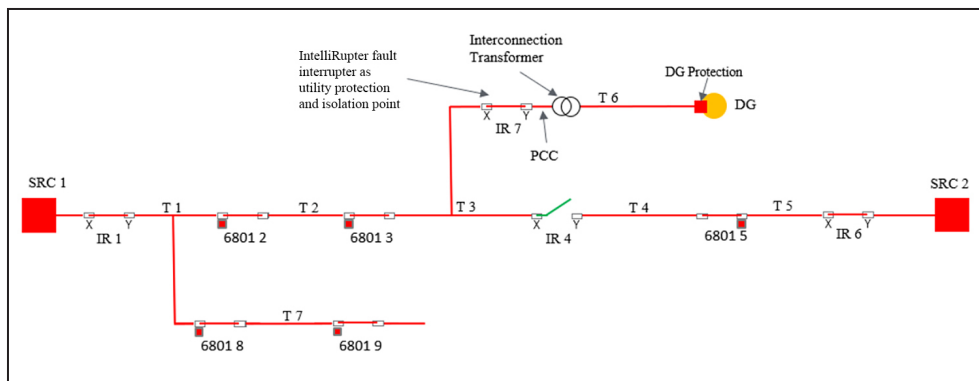 Interconnection
Transformer
IntelliRupter fault
interrupter as
utility protection
and isolation point
DG Protection
T 6
DG
X
Y
IR 7
PCC
SRC 1
SRC 2
T 1
T 2
T 3
T 4
T 5
X
Y
IR 1
6801 2
6801 3
X
Y
IR 4
6801 5
X
Y
IR 6
T 7
6801 8
6801 9